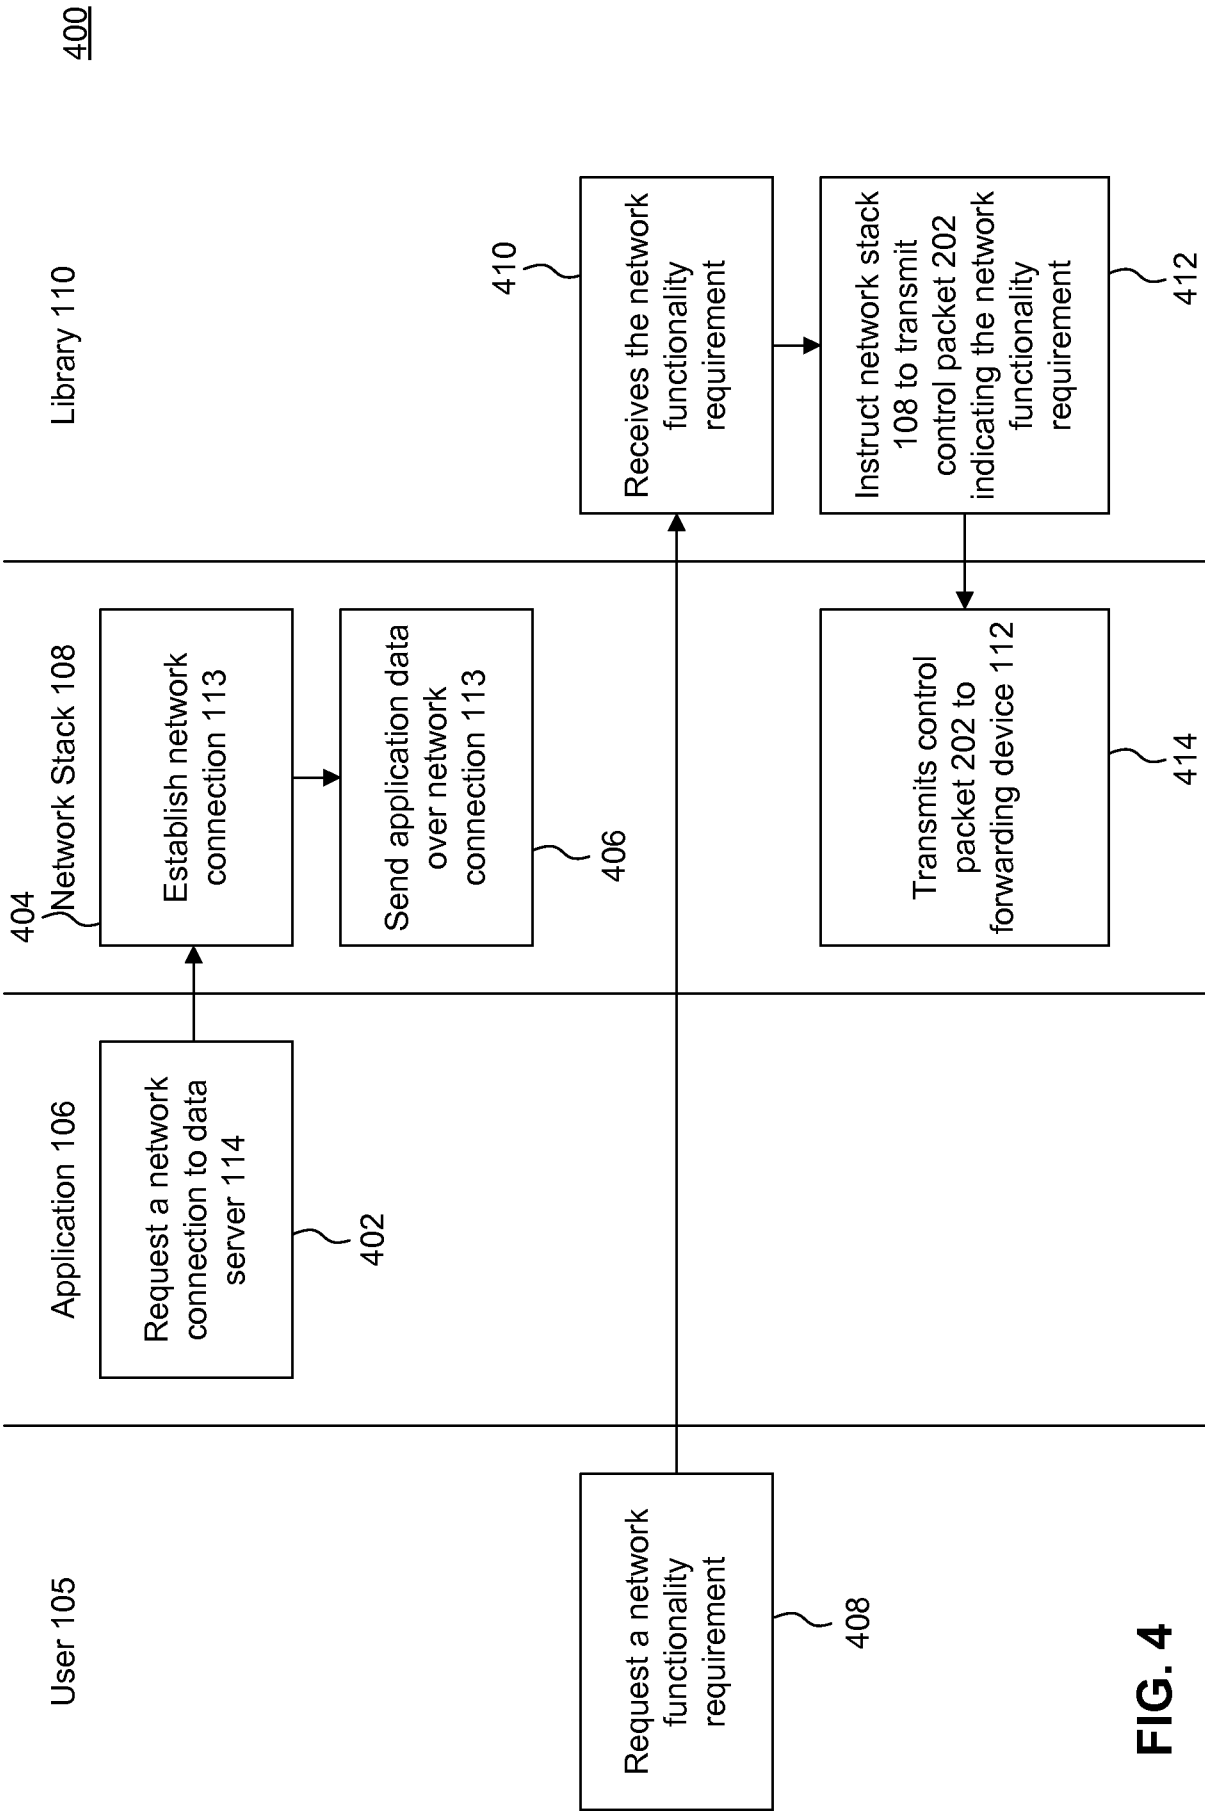 400
User 105
Application 106
Network Stack 108
Library 110
Request a network
connection to data
server 114
402
404
Establish network
connection 113
Send application data
over network
connection 113
406
Request a network
functionality
requirement
408
410
Receives the network
functionality
requirement
Instruct network stack
108 to transmit
control packet 202
indicating the network
functionality
requirement
412
Transmits control
packet 202 to
forwarding device 112
414
FIG. 4